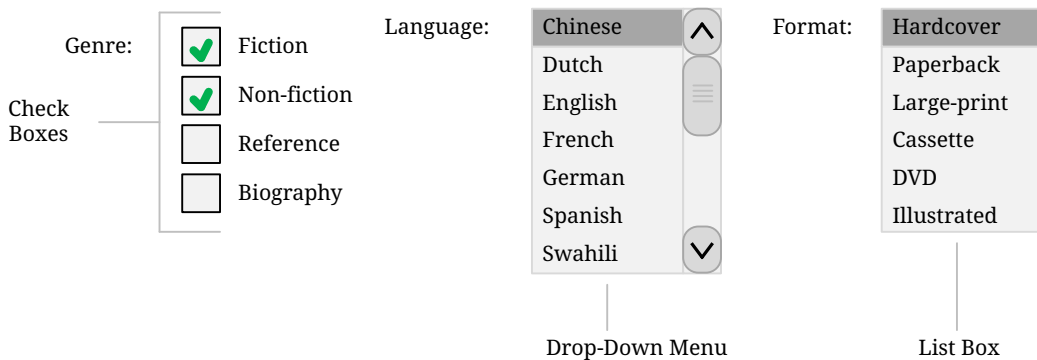 Genre:
Fiction
Non-fiction
Reference
Biography
Check
Boxes
Language:
Chinese
Dutch
English
French
German
Spanish
Swahili
Drop-Down Menu
Format:
Hardcover
Paperback
Large-print
Cassette
DVD
Illustrated
List Box